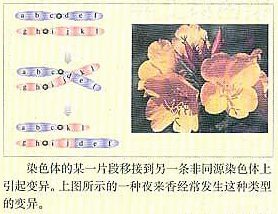 a b c d e f
g h i j k l
a b c
g h i j
a b c k l
g h i j d e f
染色体的某一片段移接到另一条非同源染色体上
引起变异。上图所示的一种夜来香经常发生这种类型
的变异。